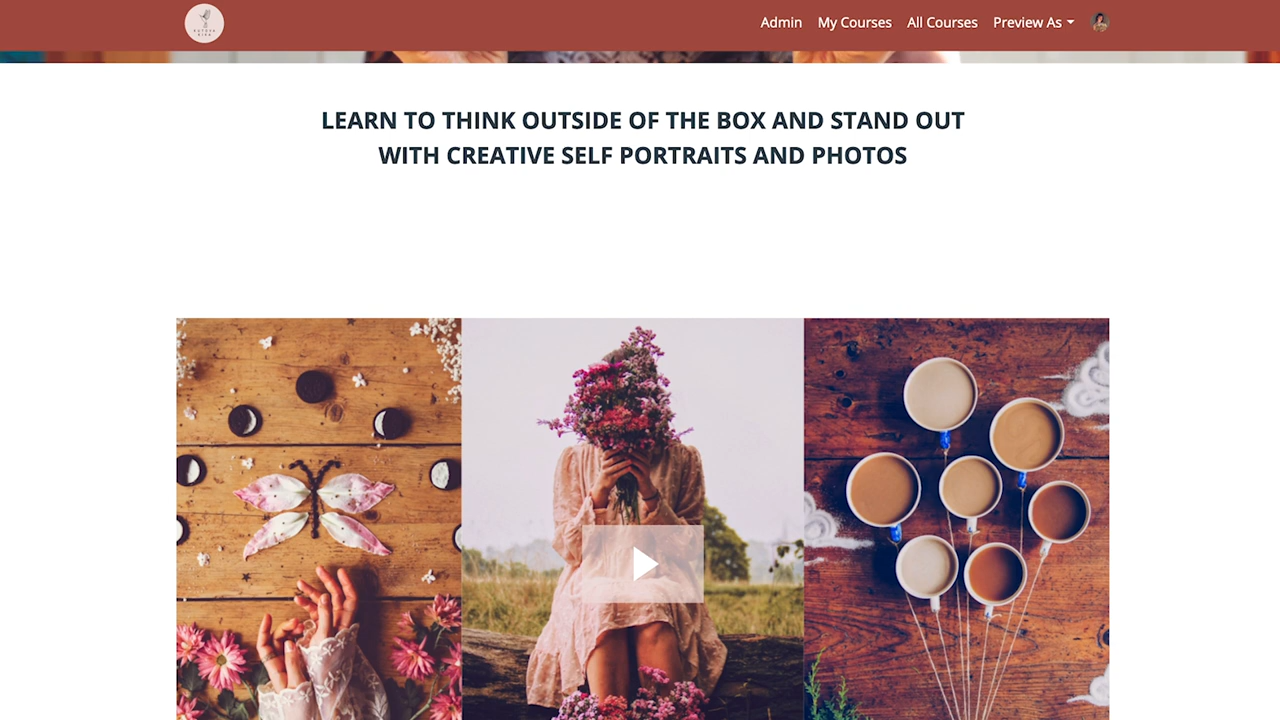 Admin My Courses All Courses Preview As
LEARN TO THINK OUTSIDE OF THE BOX AND STAND OUT
WITH CREATIVE SELF PORTRAITS AND PHOTOS